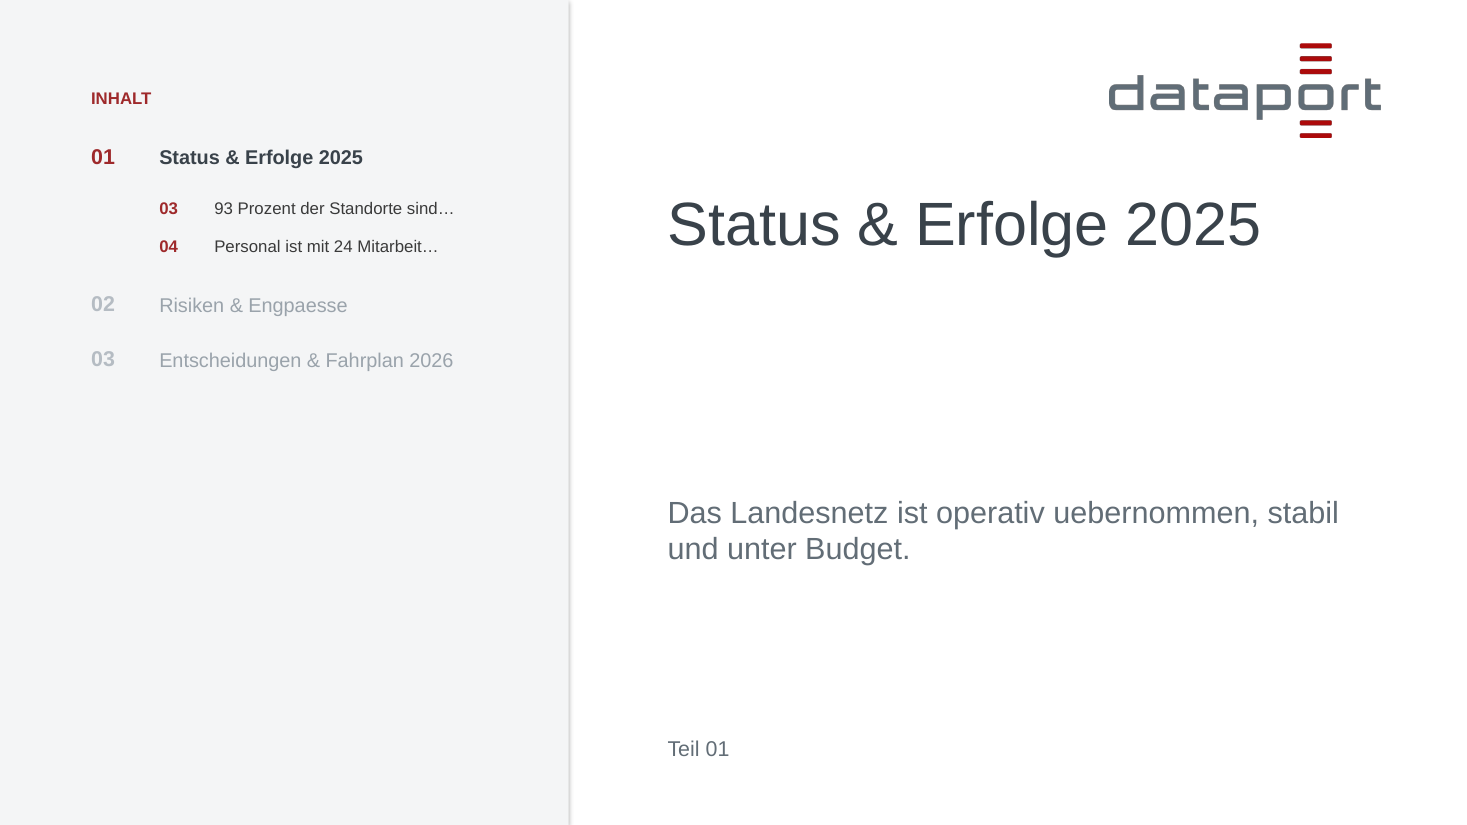 INHALT
01 Status & Erfolge 2025
03 93 Prozent der Standorte sind…
04 Personal ist mit 24 Mitarbeit…
02 Risiken & Engpaesse
03 Entscheidungen & Fahrplan 2026
dataport
Status & Erfolge 2025
Das Landesnetz ist operativ uebernommen, stabil
und unter Budget.
Teil 01